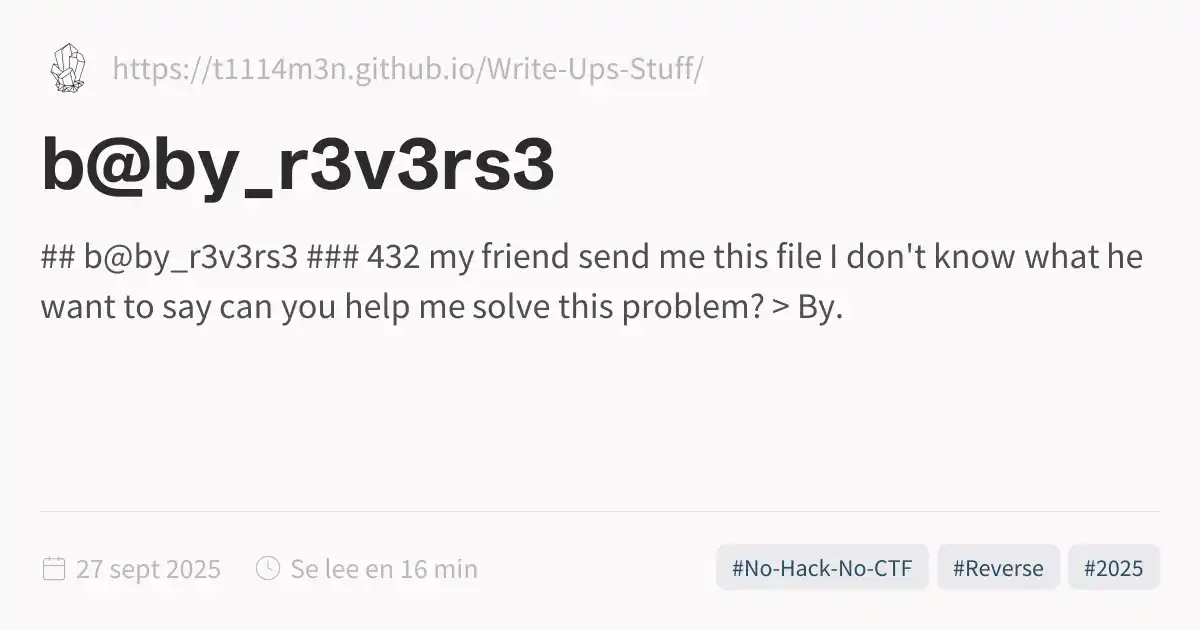 https://t1114m3n.github.io/Write-Ups-Stuff/
b@by_r3v3rs3
## b@by_r3v3rs3 ### 432 my friend send me this file I don't know what he
want to say can you help me solve this problem? > By.
27 sept 2025 Se lee en 16 min #No-Hack-No-CTF #Reverse #2025